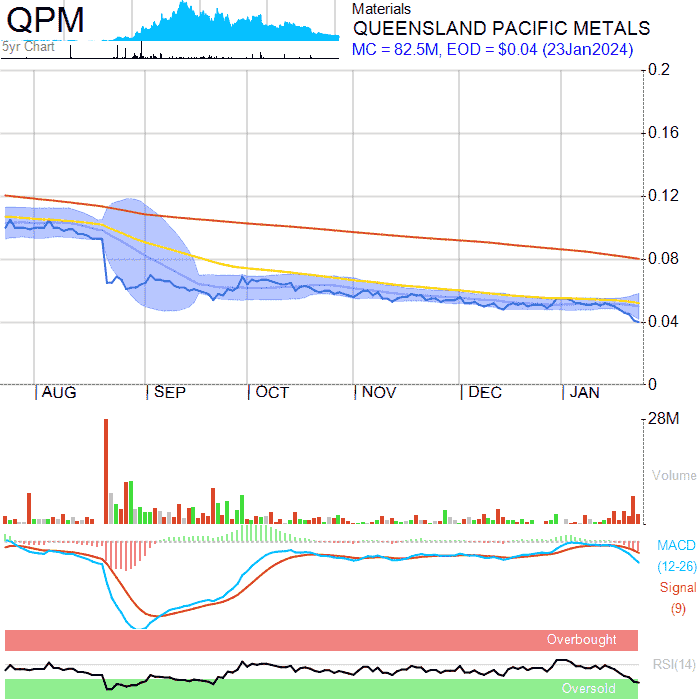 QPM
5yr Chart
Materials
QUEENSLAND PACIFIC METALS
MC = 82.5M, EOD = $0.04 (23Jan2024)
0.2
0.16
0.12
0.08
0.04
0
AUG SEP OCT NOV DEC JAN
28M
Volume
MACD
(12-26)
Signal
(9)
Overbought
RSI(14)
Oversold